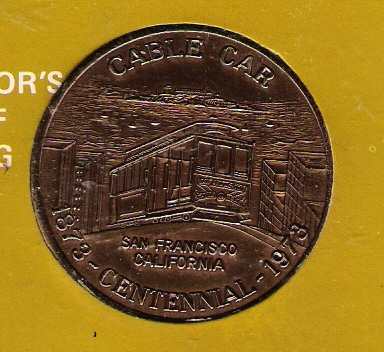 OR'S
F
G
CABLE CAR
SAN FRANCISCO
CALIFORNIA
1873 - CENTENNIAL - 1973